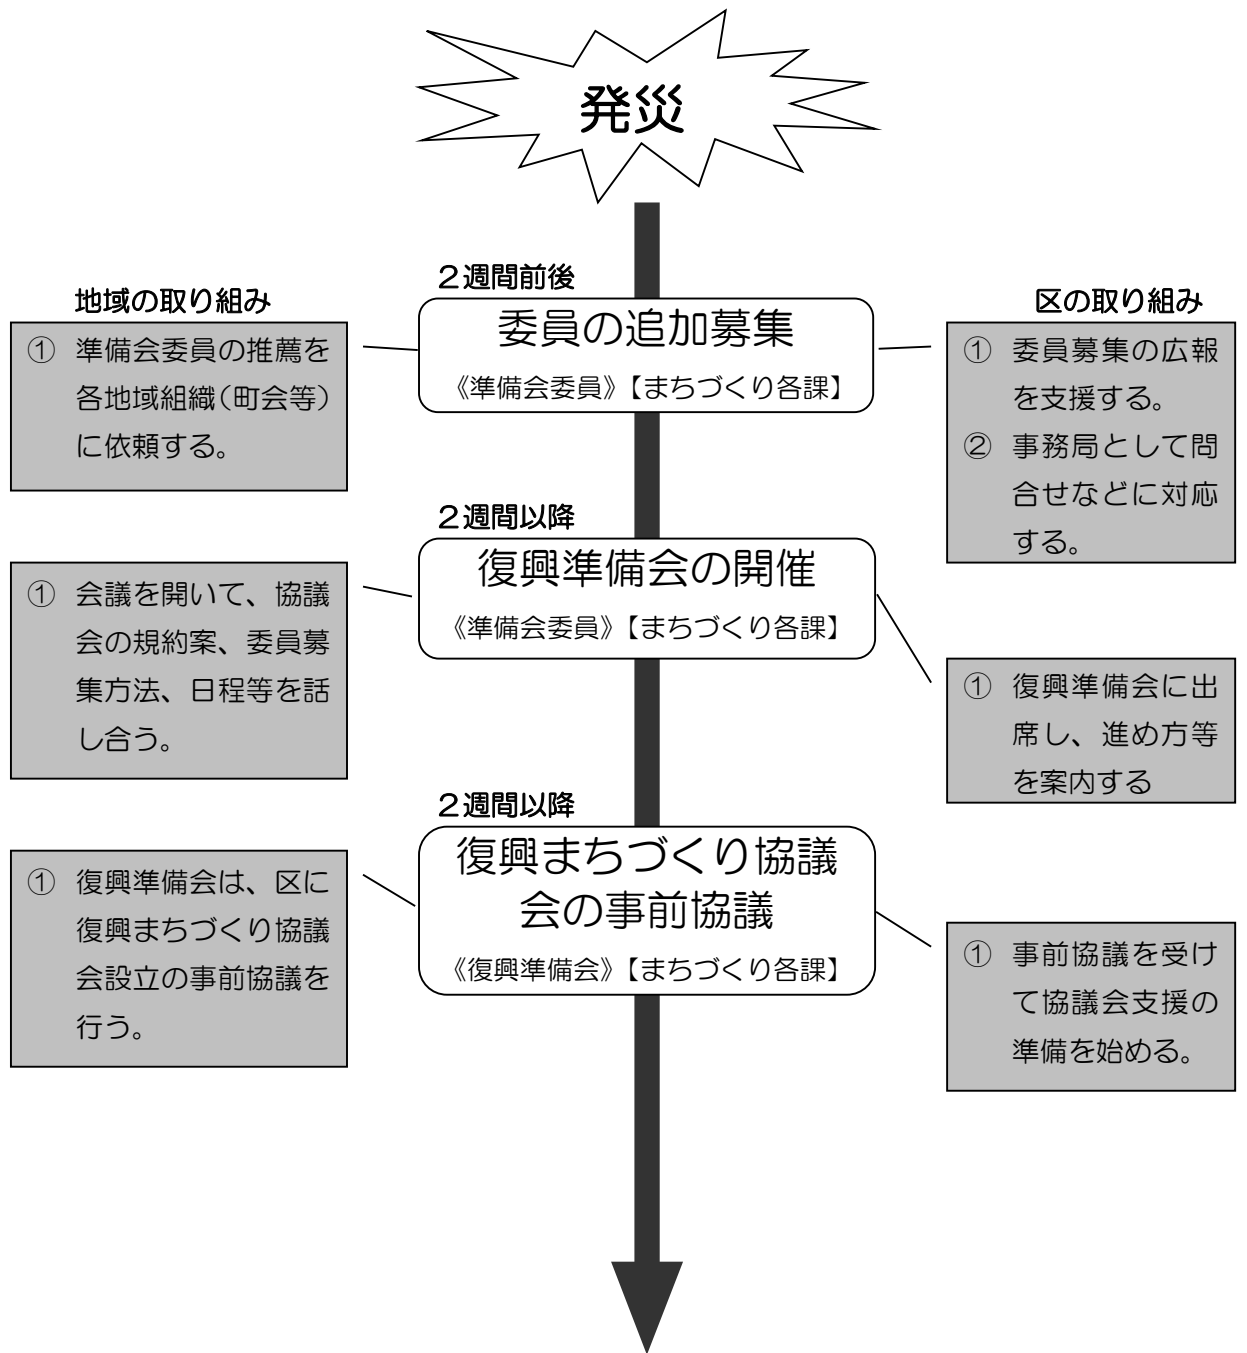 発災
２週間前後
地域の取り組み
委員の追加募集
《準備会委員》【まちづくり各課】
区の取り組み
① 準備会委員の推薦を
各地域組織（町会等）
に依頼する。
① 委員募集の広報
を支援する。
② 事務局として問
合せなどに対応
する。
２週間以降
復興準備会の開催
《準備会委員》【まちづくり各課】
① 会議を開いて、協議
会の規約案、委員募
集方法、日程等を話
し合う。
① 復興準備会に出
席し、進め方等
を案内する
２週間以降
復興まちづくり協議
会の事前協議
《復興準備会》【まちづくり各課】
① 復興準備会は、区に
復興まちづくり協議
会設立の事前協議を
行う。
① 事前協議を受け
て協議会支援の
準備を始める。